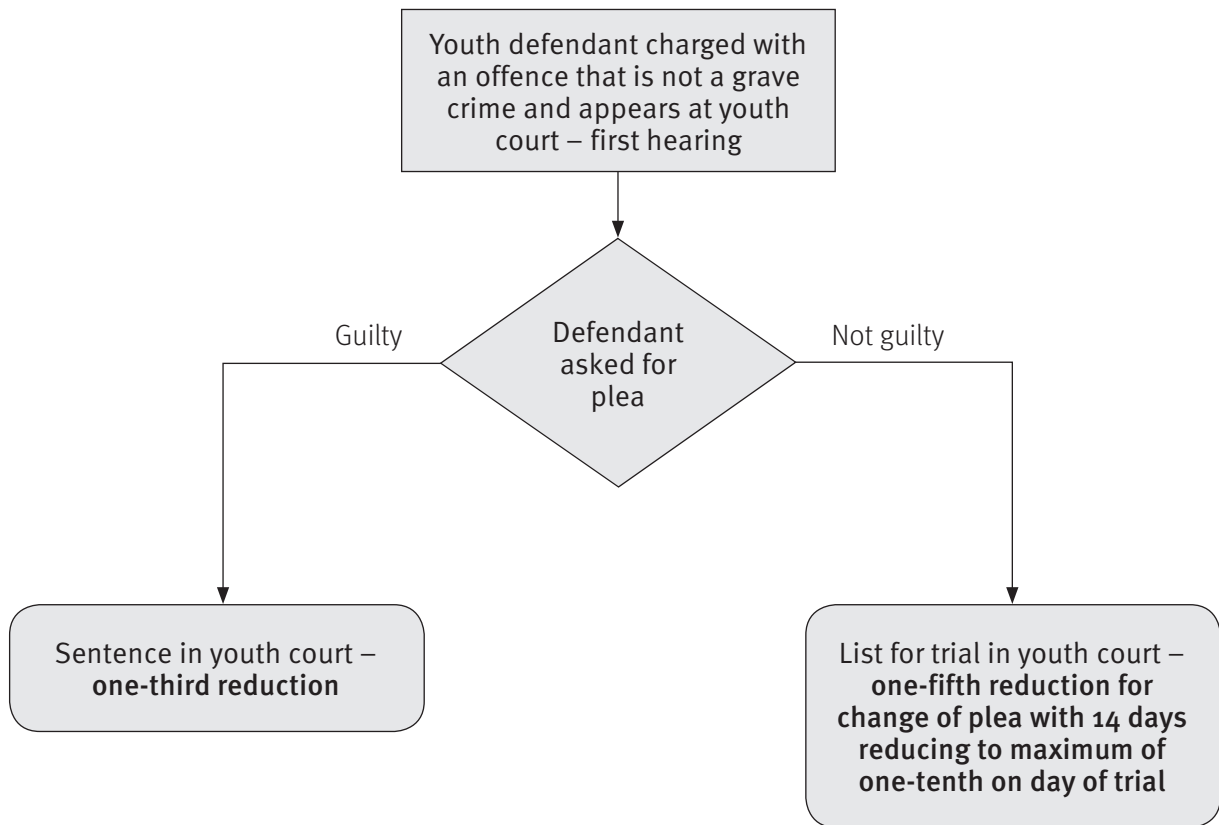 Youth defendant charged with
an offence that is not a grave
crime and appears at youth
court – first hearing
Guilty
Defendant
asked for
plea
Not guilty
Sentence in youth court –
one-third reduction
List for trial in youth court –
one-fifth reduction for
change of plea with 14 days
reducing to maximum of
one-tenth on day of trial